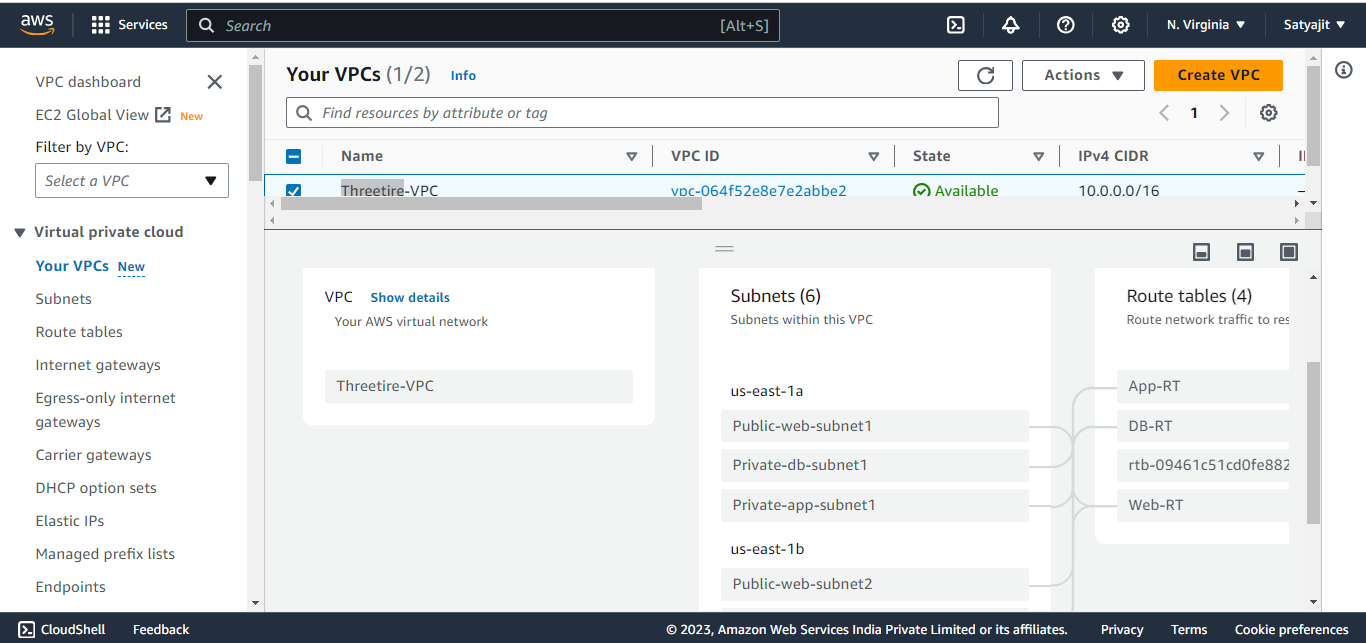 aws Services Search [Alt+S] N. Virginia Satyajit
VPC dashboard
EC2 Global View New
Filter by VPC:
Select a VPC
Virtual private cloud
Your VPCs New
Subnets
Route tables
Internet gateways
Egress-only internet
gateways
Carrier gateways
DHCP option sets
Elastic IPs
Managed prefix lists
Endpoints
Your VPCs (1/2) Info Actions Create VPC
Find resources by attribute or tag 1
Name VPC ID State IPv4 CIDR
Threetire-VPC vpc-064f52e8e7e2abbe2 Available 10.0.0.0/16 –
VPC Show details
Your AWS virtual network
Threetire-VPC
Subnets (6)
Subnets within this VPC
us-east-1a
Public-web-subnet1
Private-db-subnet1
Private-app-subnet1
us-east-1b
Public-web-subnet2
Route tables (4)
Route network traffic to res
App-RT
DB-RT
rtb-09461c51cd0fe882
Web-RT
CloudShell Feedback © 2023, Amazon Web Services India Private Limited or its affiliates. Privacy Terms Cookie preferences